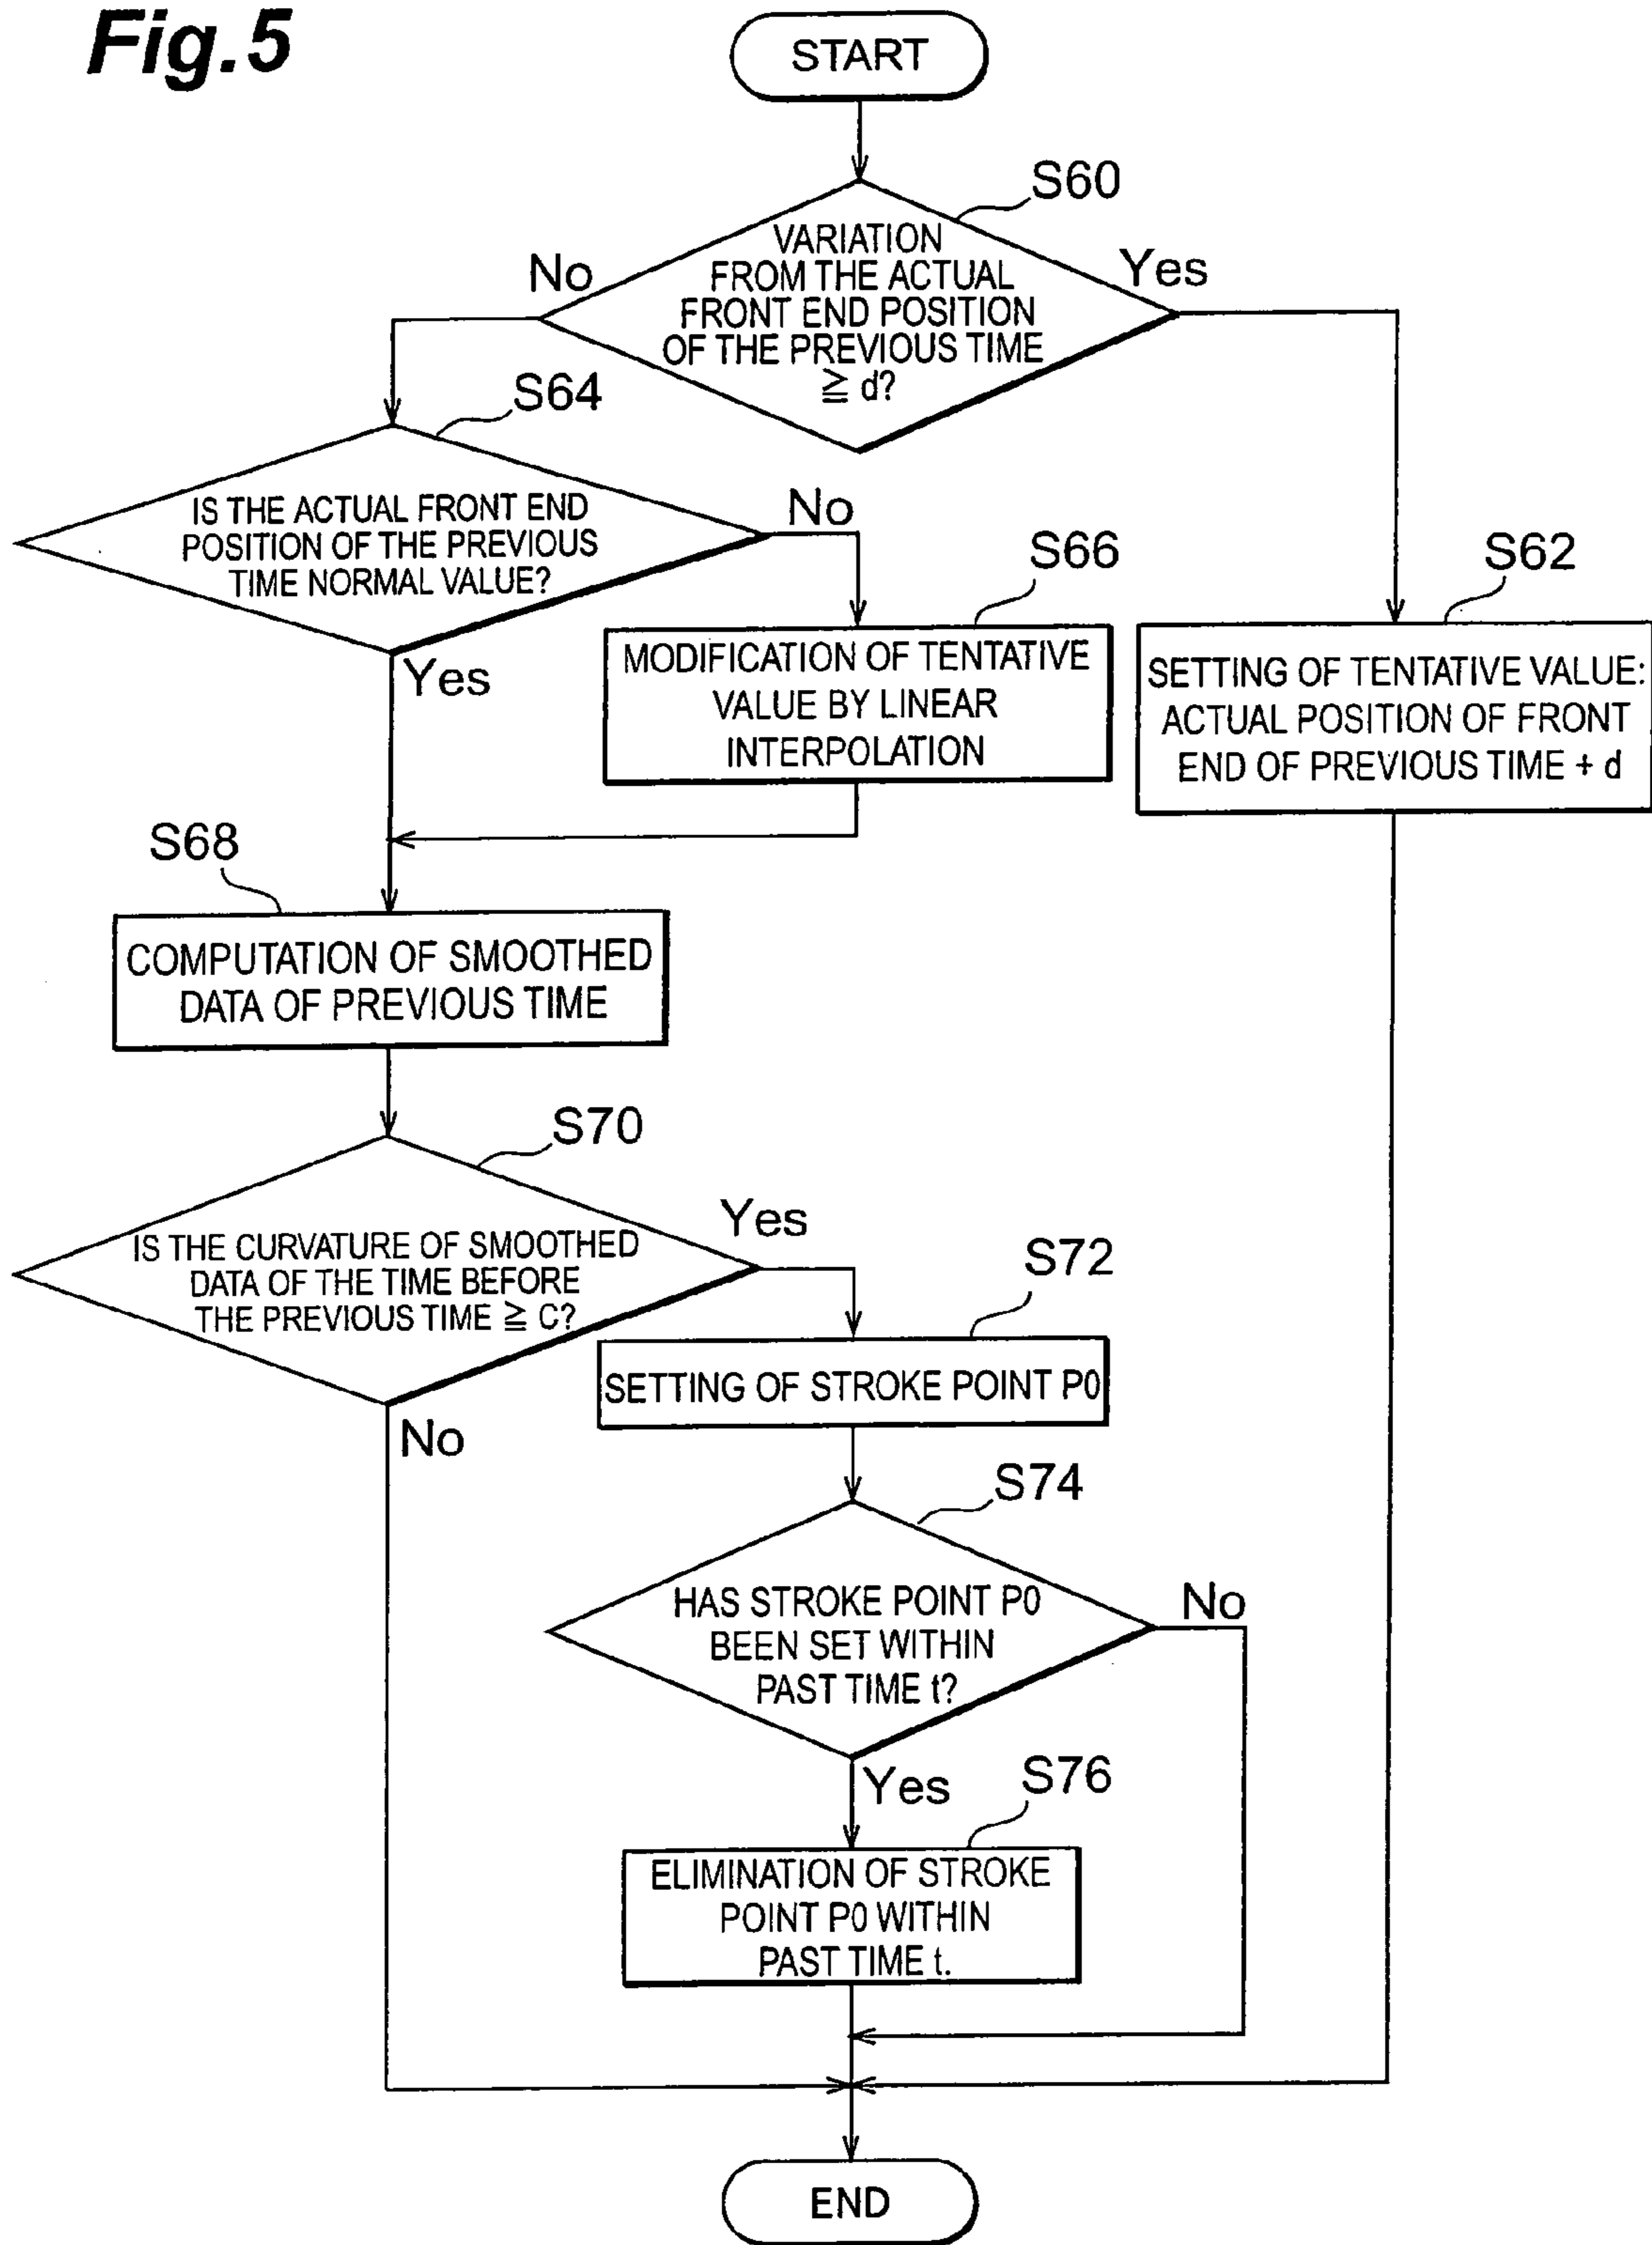 Fig.5
START
S60
VARIATION
FROM THE ACTUAL
FRONT END POSITION
OF THE PREVIOUS TIME
≧ d?
No
Yes
S64
IS THE ACTUAL FRONT END
POSITION OF THE PREVIOUS
TIME NORMAL VALUE?
No
Yes
S66
MODIFICATION OF TENTATIVE
VALUE BY LINEAR
INTERPOLATION
S62
SETTING OF TENTATIVE VALUE:
ACTUAL POSITION OF FRONT
END OF PREVIOUS TIME + d
S68
COMPUTATION OF SMOOTHED
DATA OF PREVIOUS TIME
S70
IS THE CURVATURE OF SMOOTHED
DATA OF THE TIME BEFORE
THE PREVIOUS TIME ≧ C?
Yes
No
S72
SETTING OF STROKE POINT P0
S74
HAS STROKE POINT P0
BEEN SET WITHIN
PAST TIME t?
No
Yes
S76
ELIMINATION OF STROKE
POINT P0 WITHIN
PAST TIME t.
END